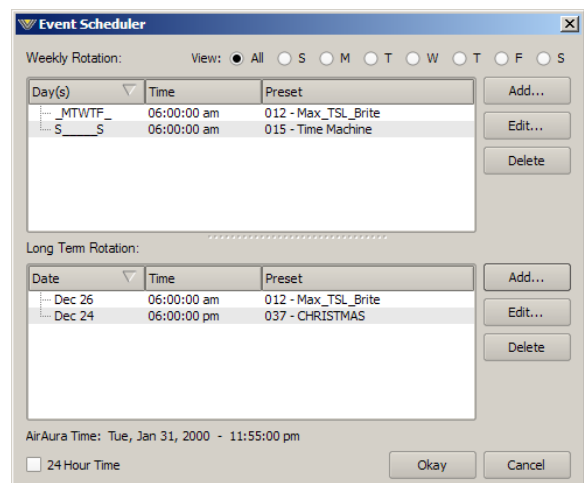 Event Scheduler
Weekly Rotation: View: All S M T W T F S
Day(s) Time Preset Add...
_MTWTF_ 06:00:00 am 012 - Max_TSL_Brite
S_____S 06:00:00 am 015 - Time Machine
Edit...
Delete
Long Term Rotation:
Date Time Preset Add...
Dec 26 06:00:00 am 012 - Max_TSL_Brite
Dec 24 06:00:00 pm 037 - CHRISTMAS
Edit...
Delete
AirAura Time: Tue, Jan 31, 2000 - 11:55:00 pm
24 Hour Time Okay Cancel